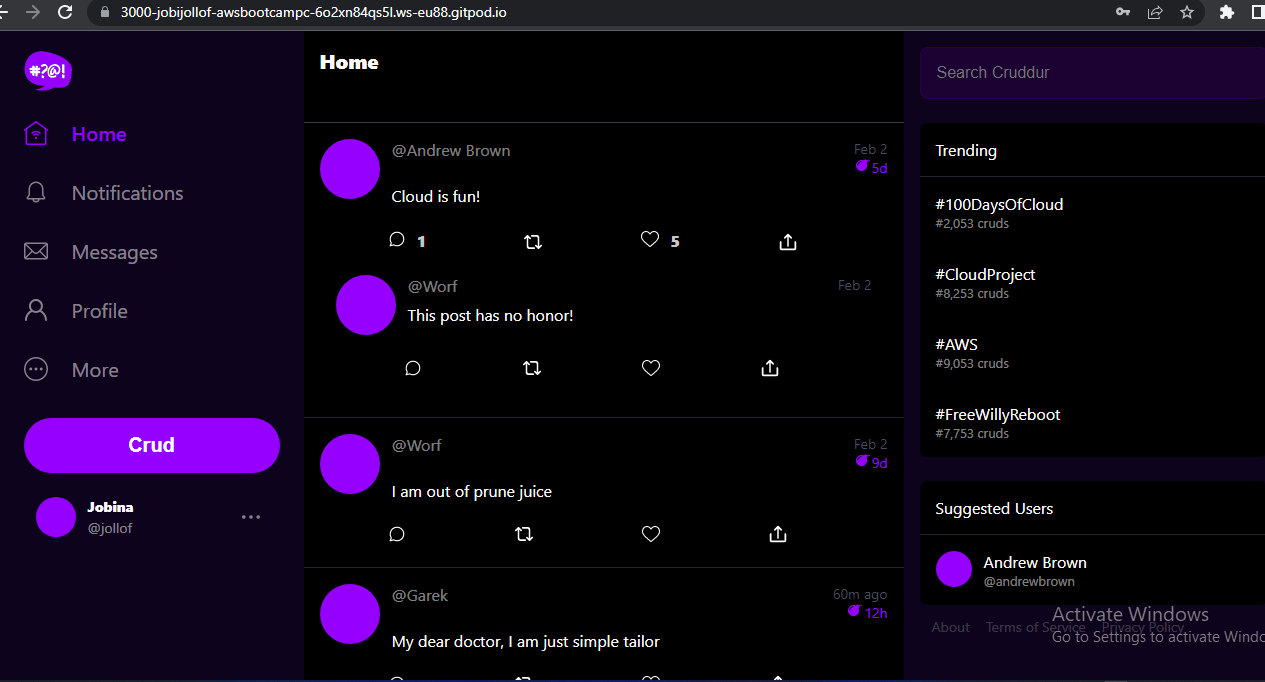 3000-jobijollof-awsbootcampc-6o2xn84qs5l.ws-eu88.gitpod.io
#?@!
Home
Notifications
Messages
Profile
More
Crud
Jobina
@jollof
Home
@Andrew Brown
Feb 2
5d
Cloud is fun!
1
5
@Worf
Feb 2
This post has no honor!
@Worf
Feb 2
9d
I am out of prune juice
@Garek
60m ago
12h
My dear doctor, I am just simple tailor
Search Cruddur
Trending
#100DaysOfCloud
#2,053 cruds
#CloudProject
#8,253 cruds
#AWS
#9,053 cruds
#FreeWillyReboot
#7,753 cruds
Suggested Users
Andrew Brown
@andrewbrown
About Terms of Service Privacy Policy
Activate Windows
Go to Settings to activate Windo